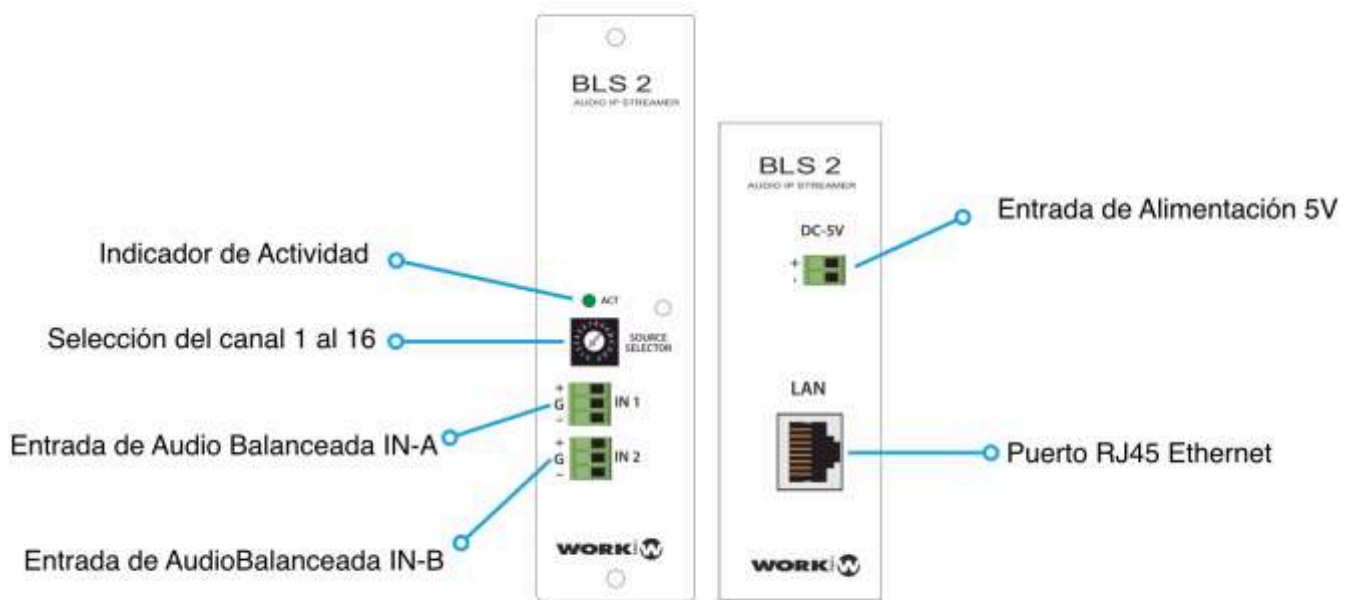 BLS 2
AUDIO IP STREAMER
Indicador de Actividad
ACT
Selección del canal 1 al 16
SOURCE
SELECTOR
+
G
–
IN 1
Entrada de Audio Balanceada IN-A
+
G
–
IN 2
Entrada de AudioBalanceada IN-B
WORK
BLS 2
AUDIO IP STREAMER
DC-5V
Entrada de Alimentación 5V
+
-
LAN
Puerto RJ45 Ethernet
WORK